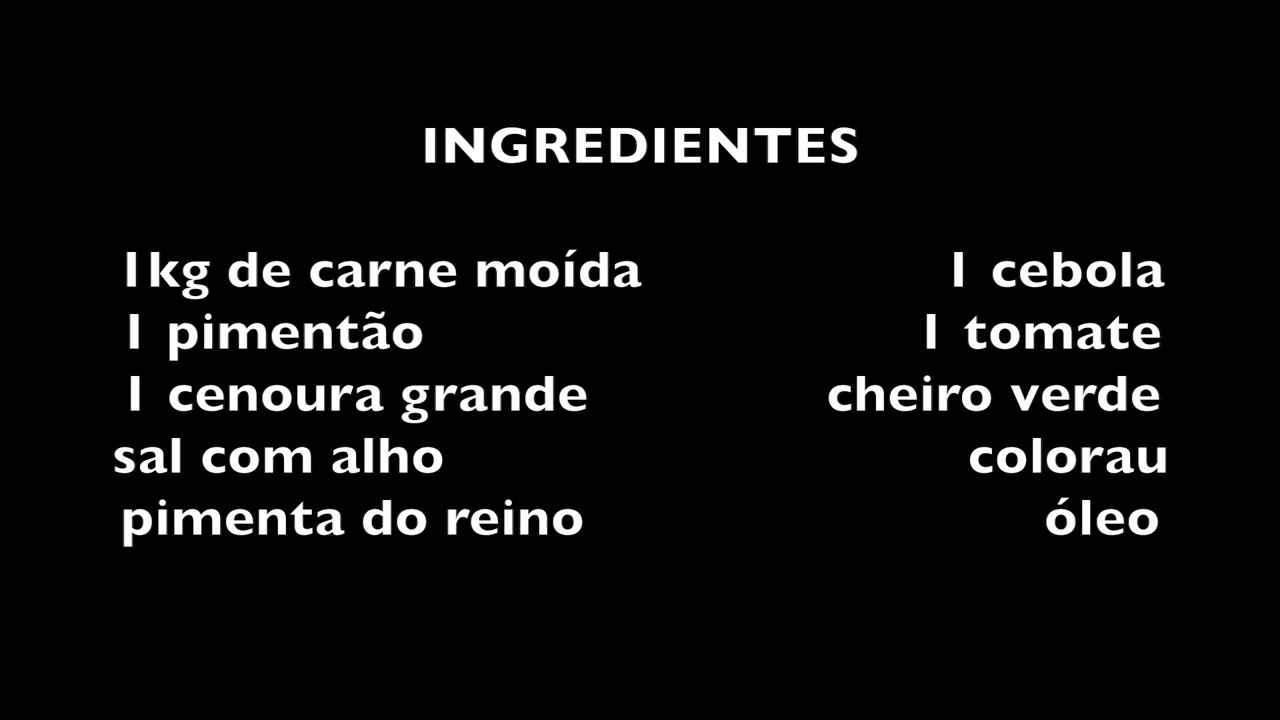 INGREDIENTES
1kg de carne moída 1 cebola
1 pimentão 1 tomate
1 cenoura grande cheiro verde
sal com alho colorau
pimenta do reino óleo